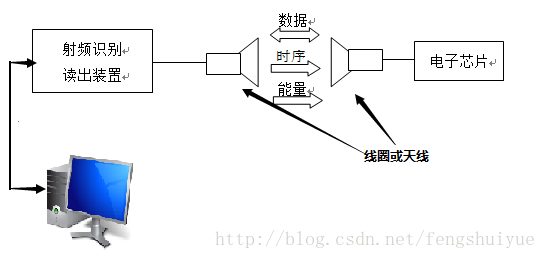 数据
射频识别
读出装置
时序
电子芯片
能量
线圈或天线
http://blog.csdn.net/fengshuiyue